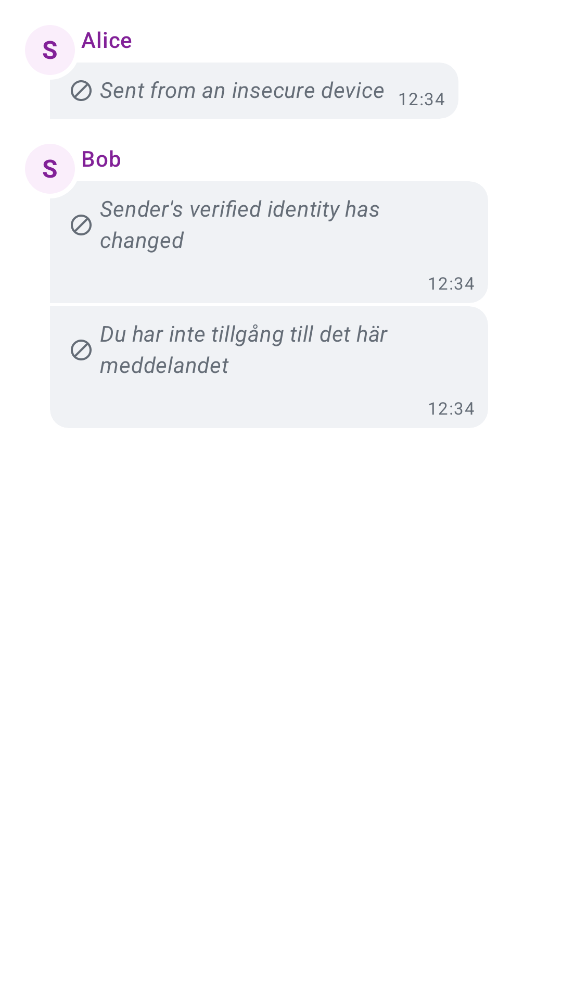 S
Alice
Sent from an insecure device
12:34
S
Bob
Sender's verified identity has
changed
12:34
Du har inte tillgång till det här
meddelandet
12:34